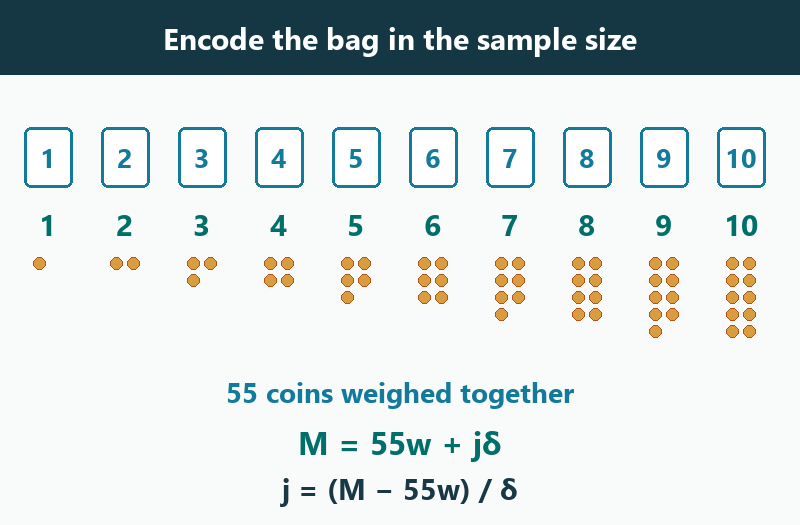 Encode the bag in the sample size
1 2 3 4 5 6 7 8 9 10
1 2 3 4 5 6 7 8 9 10
55 coins weighed together
M = 55w + jδ
j = (M − 55w) / δ